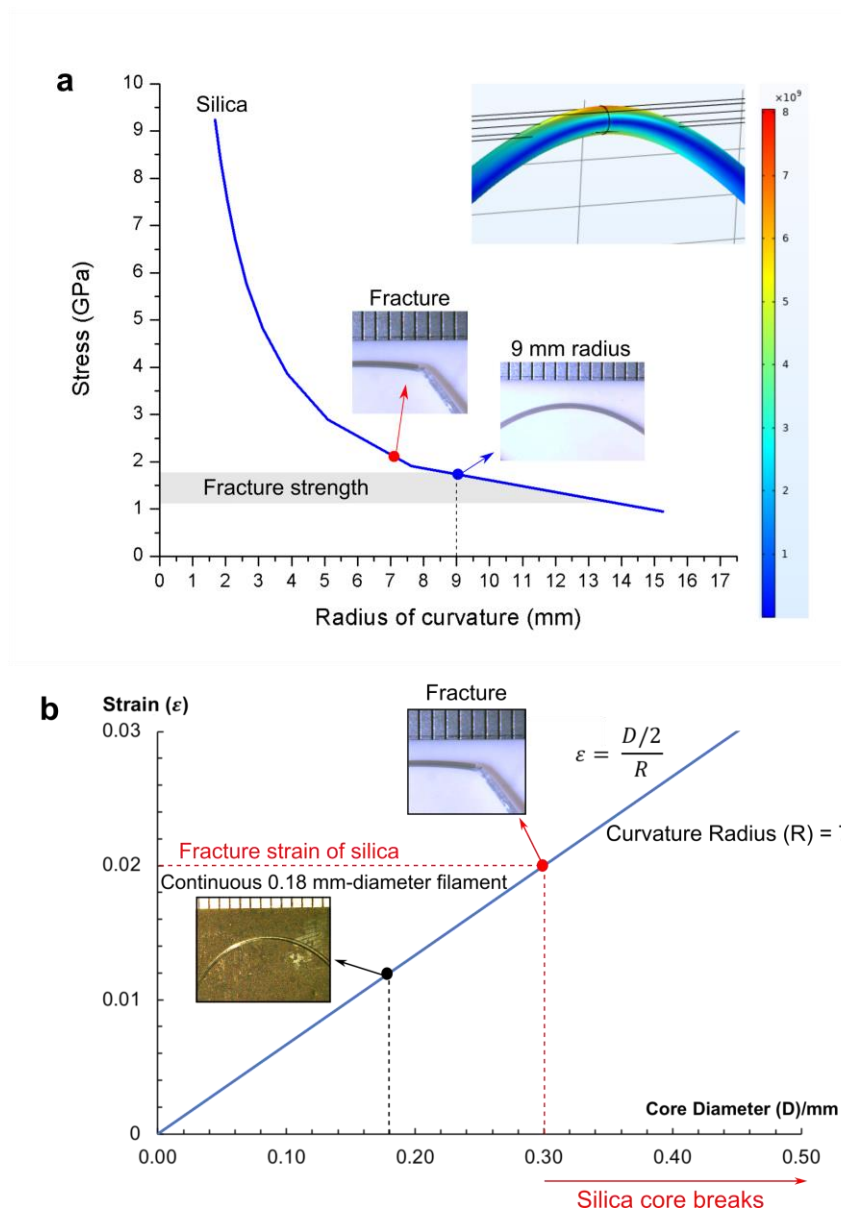 a
10
9
8
7
6
5
4
3
2
1
0
Stress (GPa)
Silica
Fracture
9 mm radius
Fracture strength
0 1 2 3 4 5 6 7 8 9 10 11 12 13 14 15 16 17
Radius of curvature (mm)
×10⁹
8
7
6
5
4
3
2
1
b
Strain (ε)
0.03
0.02
0.01
0
Fracture
ε = D/2 / R
Curvature Radius (R) =
Fracture strain of silica
Continuous 0.18 mm-diameter filament
Core Diameter (D)/mm
0.00 0.10 0.20 0.30 0.40 0.50
Silica core breaks